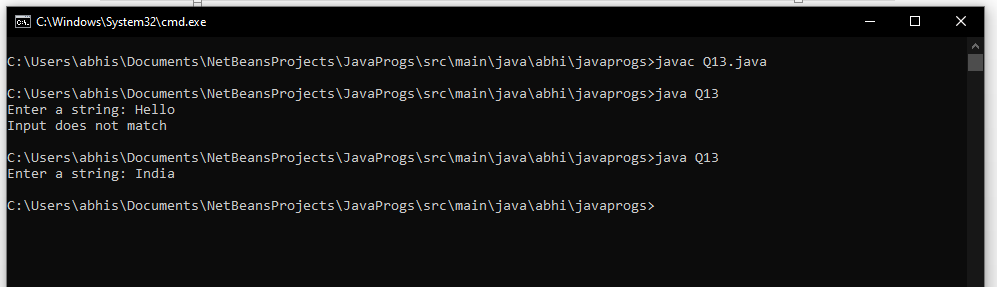 C:\Windows\System32\cmd.exe
C:\Users\abhis\Documents\NetBeansProjects\JavaProgs\src\main\java\abhi\javaprogs>javac Q13.java
C:\Users\abhis\Documents\NetBeansProjects\JavaProgs\src\main\java\abhi\javaprogs>java Q13
Enter a string: Hello
Input does not match
C:\Users\abhis\Documents\NetBeansProjects\JavaProgs\src\main\java\abhi\javaprogs>java Q13
Enter a string: India
C:\Users\abhis\Documents\NetBeansProjects\JavaProgs\src\main\java\abhi\javaprogs>